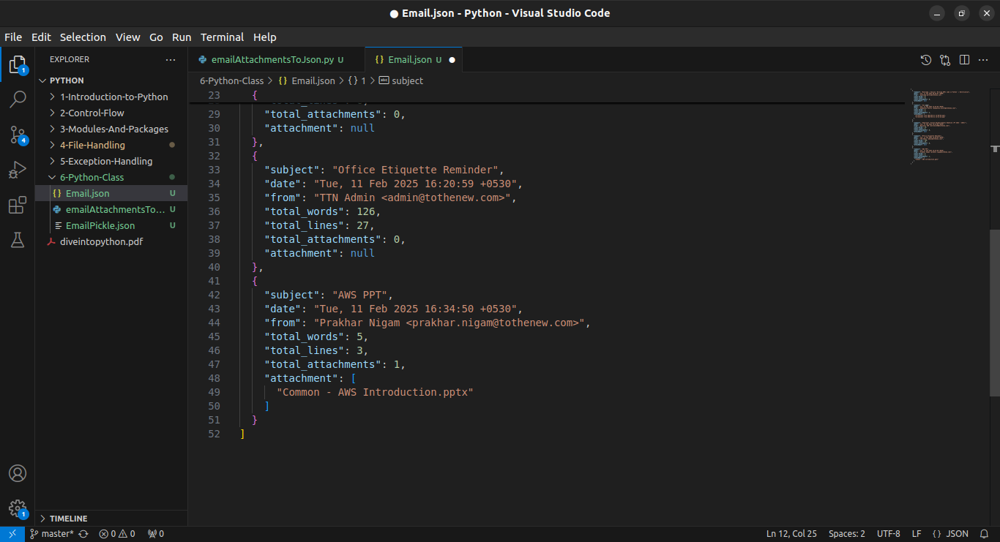 Email.json - Python - Visual Studio Code
File Edit Selection View Go Run Terminal Help
EXPLORER
PYTHON
1-Introduction-to-Python
2-Control-Flow
3-Modules-And-Packages
4-File-Handling
5-Exception-Handling
6-Python-Class
Email.json U
emailAttachmentsTo... U
EmailPickle.json U
diveintopython.pdf
TIMELINE
emailAttachmentsToJson.py U
Email.json U
6-Python-Class > {} Email.json > {} 1 > abc subject
23 {
29 "total_attachments": 0,
30 "attachment": null
31 },
32 {
33 "subject": "Office Etiquette Reminder",
34 "date": "Tue, 11 Feb 2025 16:20:59 +0530",
35 "from": "TTN Admin <admin@tothenew.com>",
36 "total_words": 126,
37 "total_lines": 27,
38 "total_attachments": 0,
39 "attachment": null
40 },
41 {
42 "subject": "AWS PPT",
43 "date": "Tue, 11 Feb 2025 16:34:50 +0530",
44 "from": "Prakhar Nigam <prakhar.nigam@tothenew.com>",
45 "total_words": 5,
46 "total_lines": 3,
47 "total_attachments": 1,
48 "attachment": [
49 "Common - AWS Introduction.pptx"
50 ]
51 }
52 ]
1
4
1
master* 0 0 0
Ln 12, Col 25 Spaces: 2 UTF-8 LF {} JSON